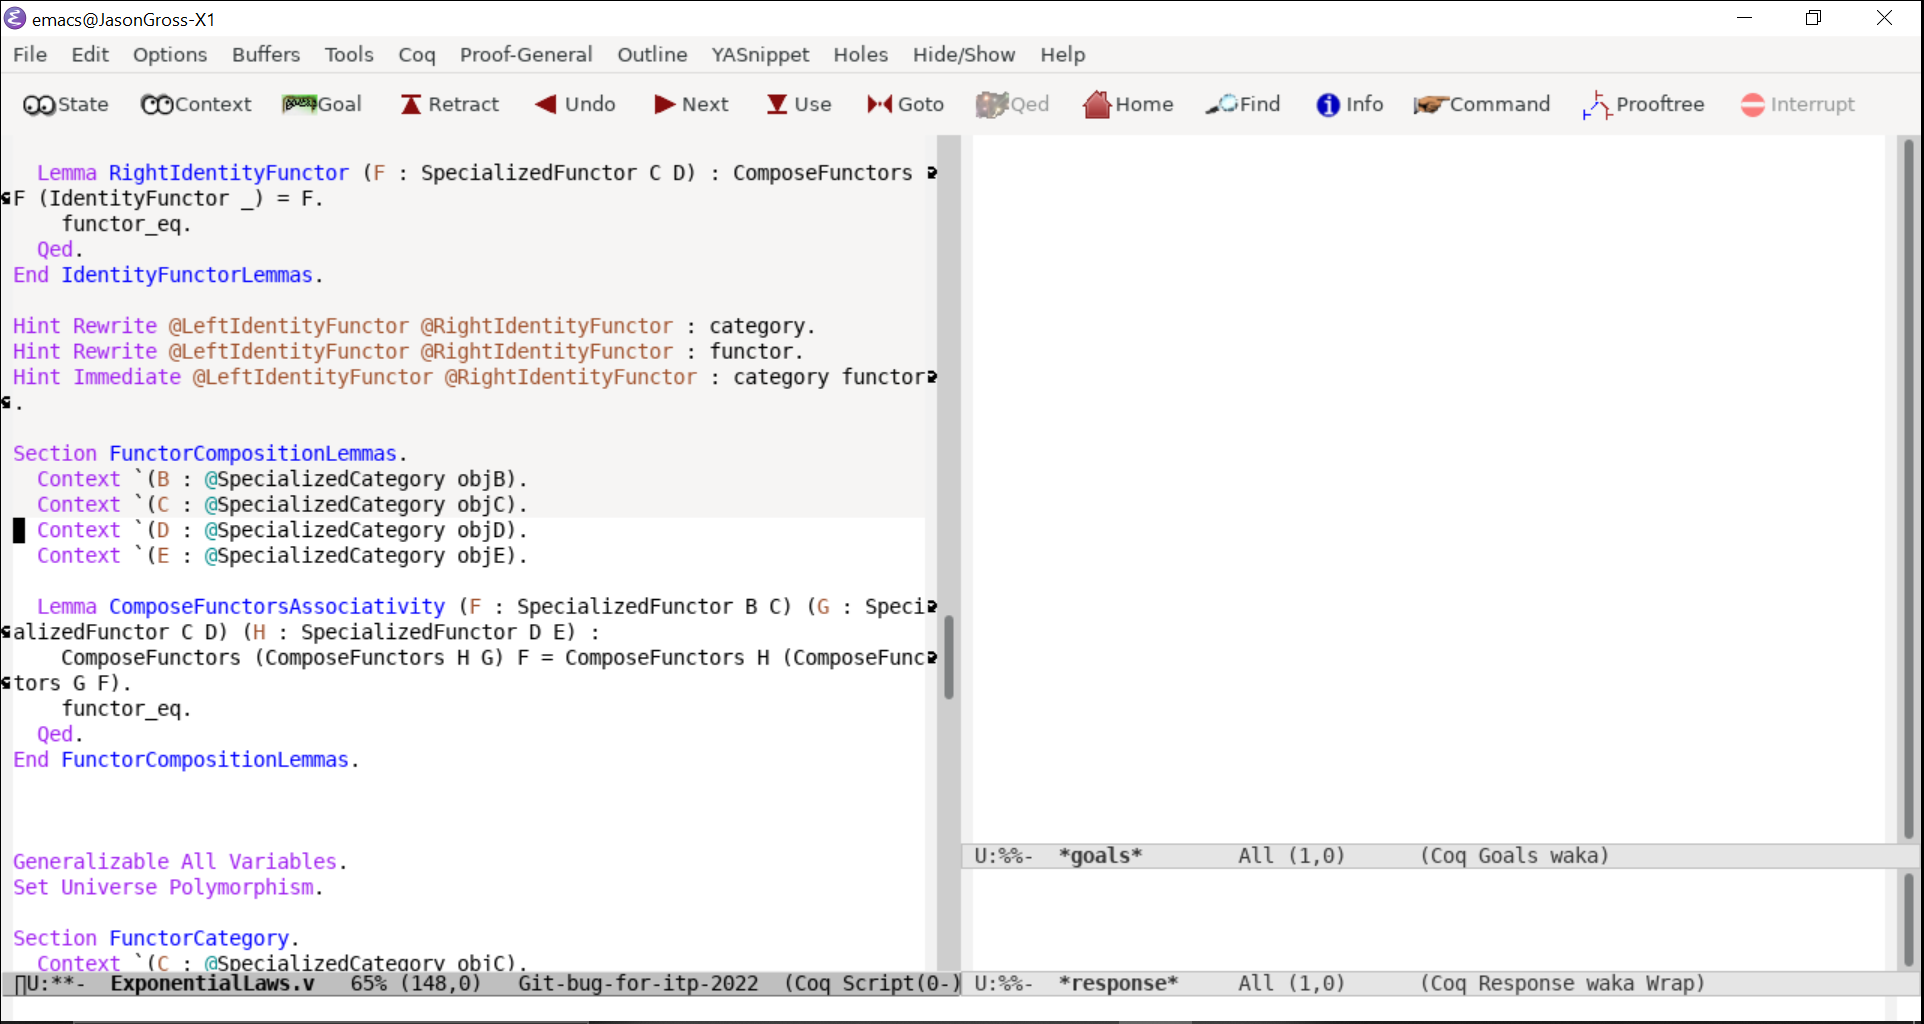 emacs@JasonGross-X1
File Edit Options Buffers Tools Coq Proof-General Outline YASnippet Holes Hide/Show Help
State Context Goal Retract Undo Next Use Goto Qed Home Find Info Command Prooftree Interrupt
Lemma RightIdentityFunctor (F : SpecializedFunctor C D) : ComposeFunctors
F (IdentityFunctor _) = F.
functor_eq.
Qed.
End IdentityFunctorLemmas.
Hint Rewrite @LeftIdentityFunctor @RightIdentityFunctor : category.
Hint Rewrite @LeftIdentityFunctor @RightIdentityFunctor : functor.
Hint Immediate @LeftIdentityFunctor @RightIdentityFunctor : category functor
.
Section FunctorCompositionLemmas.
Context `(B : @SpecializedCategory objB).
Context `(C : @SpecializedCategory objC).
Context `(D : @SpecializedCategory objD).
Context `(E : @SpecializedCategory objE).
Lemma ComposeFunctorsAssociativity (F : SpecializedFunctor B C) (G : Speci
alizedFunctor C D) (H : SpecializedFunctor D E) :
ComposeFunctors (ComposeFunctors H G) F = ComposeFunctors H (ComposeFunc
tors G F).
functor_eq.
Qed.
End FunctorCompositionLemmas.
Generalizable All Variables.
Set Universe Polymorphism.
Section FunctorCategory.
Context `(C : @SpecializedCategory objC).
U:**- ExponentialLaws.v 65% (148,0) Git-bug-for-itp-2022 (Coq Script(0-)
U:%%- *goals* All (1,0) (Coq Goals waka)
U:%%- *response* All (1,0) (Coq Response waka Wrap)